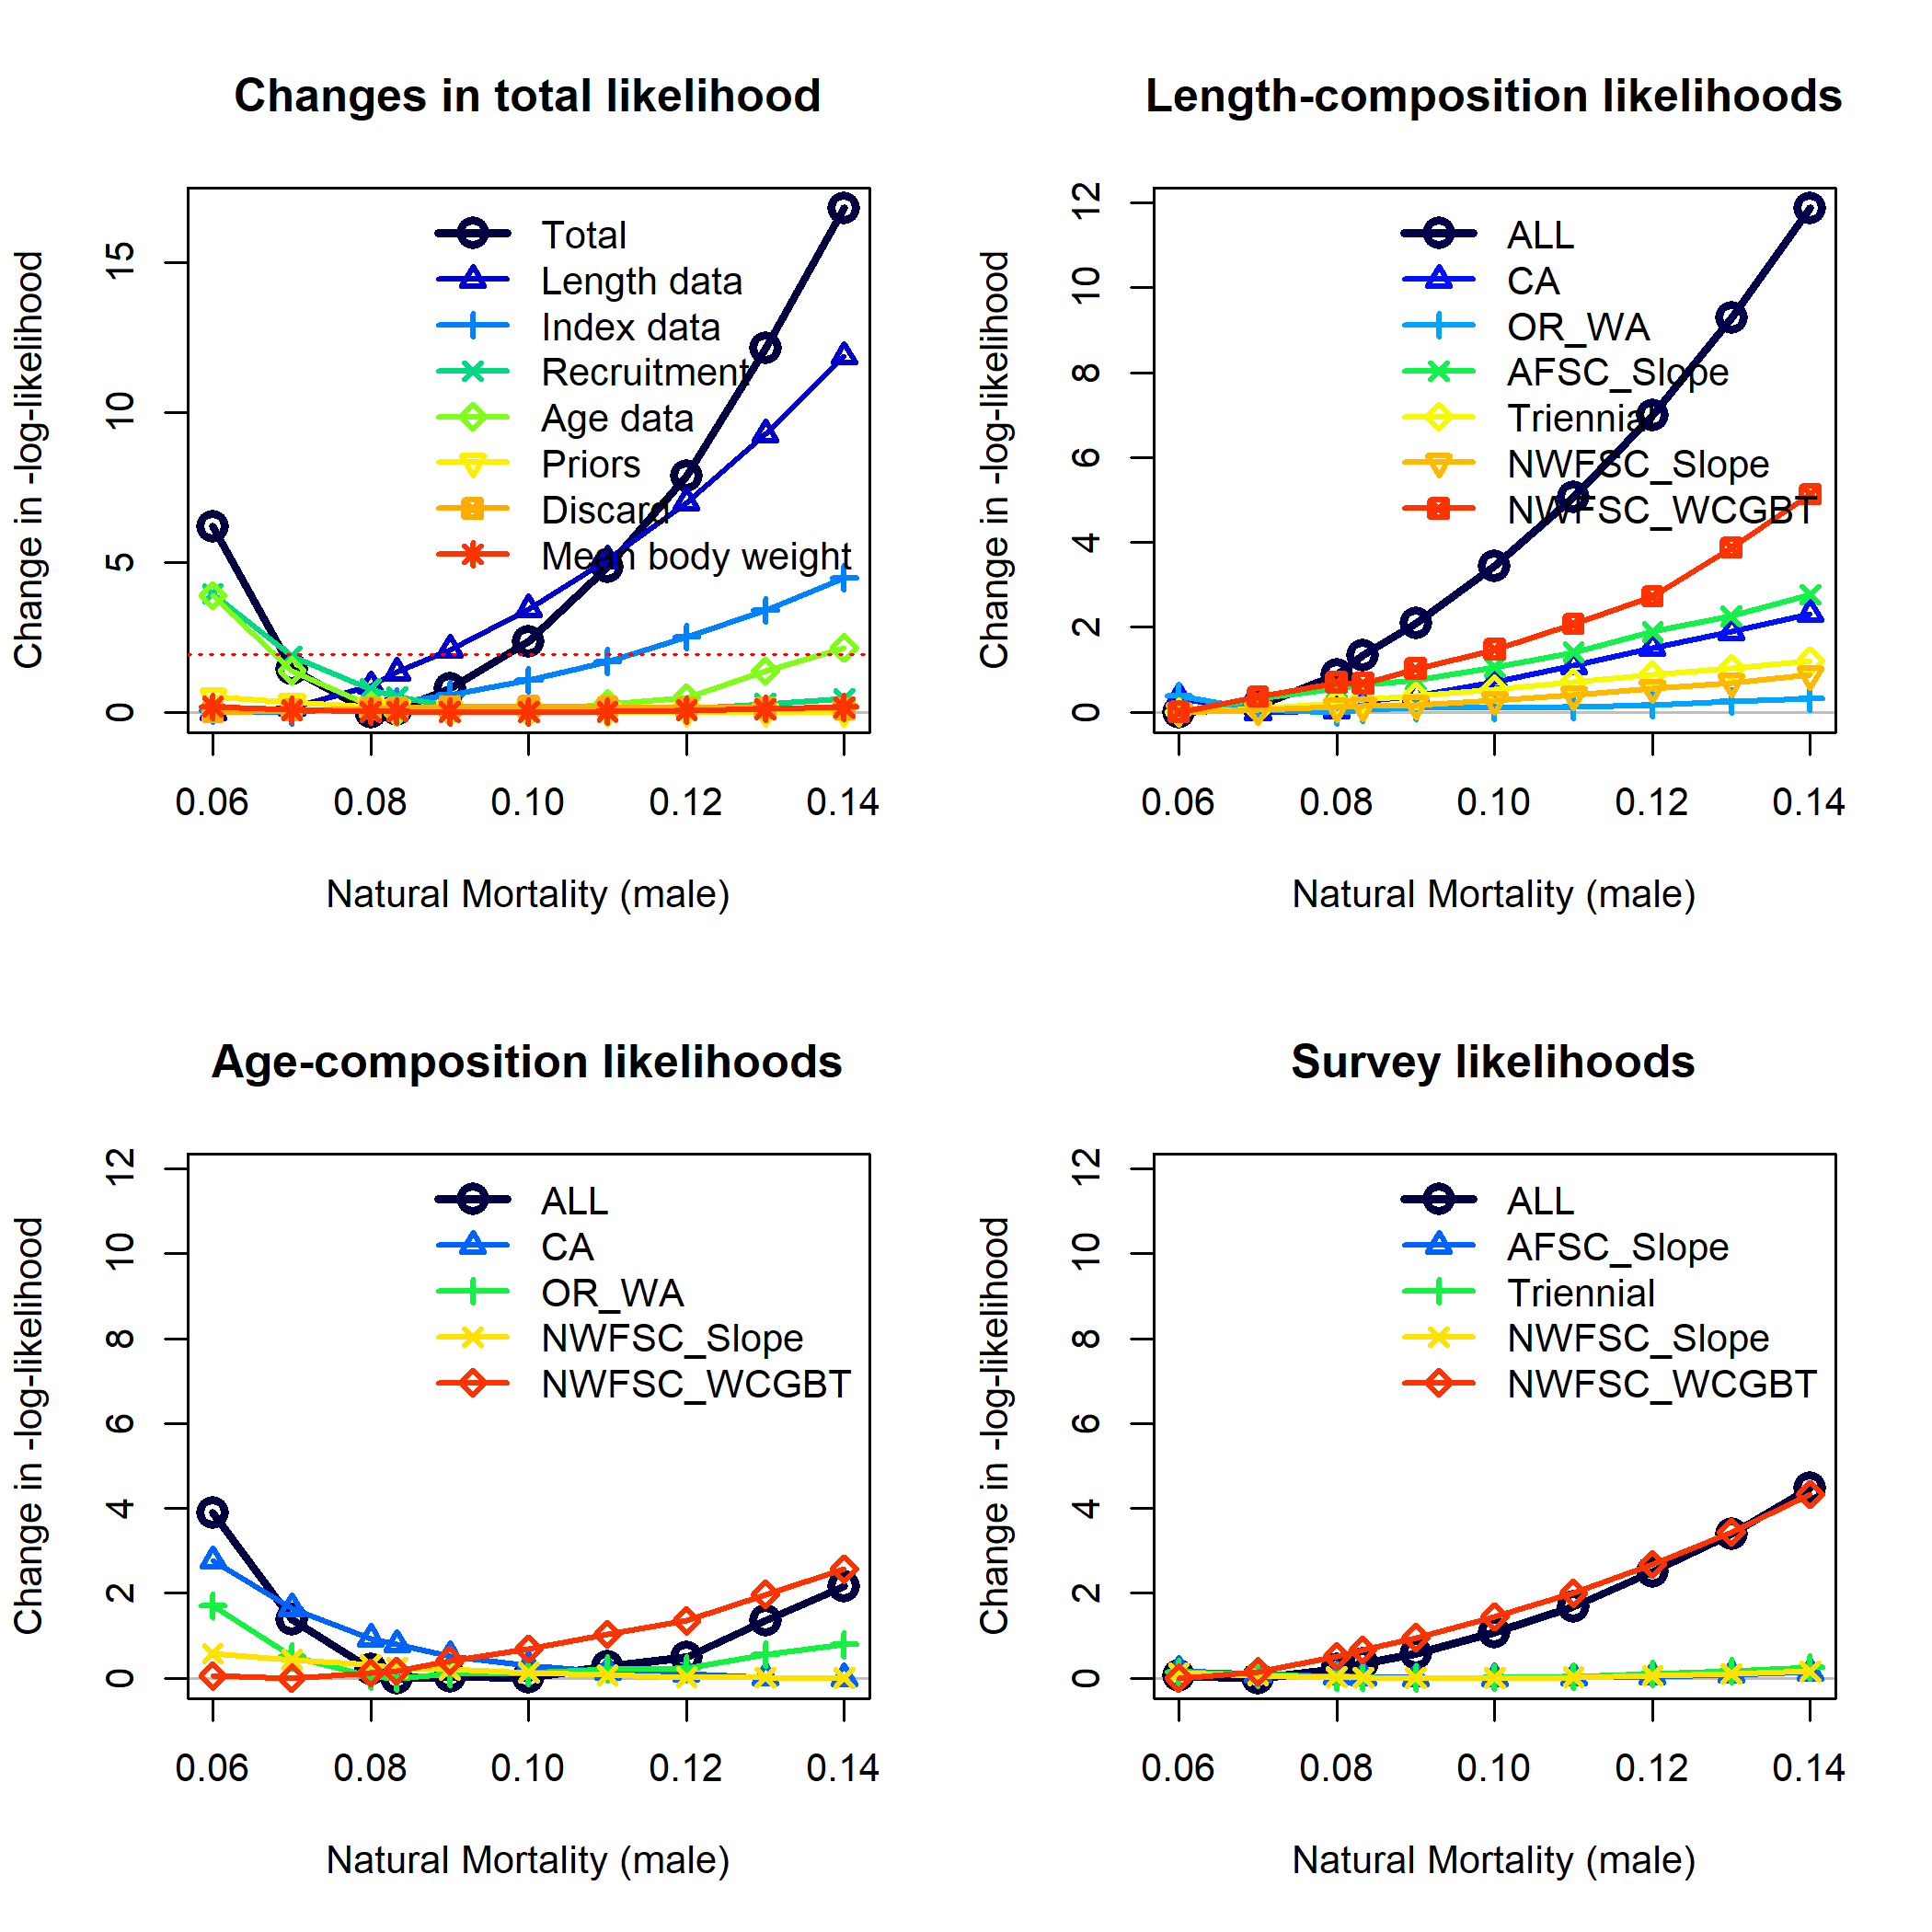 Changes in total likelihood
Change in -log-likelihood
0
5
10
15
Total
Length data
Index data
Recruitment
Age data
Priors
Discard
Mean body weight
0.06 0.08 0.10 0.12 0.14
Natural Mortality (male)
Length-composition likelihoods
Change in -log-likelihood
0
2
4
6
8
10
12
ALL
CA
OR_WA
AFSC_Slope
Triennial
NWFSC_Slope
NWFSC_WCGBT
0.06 0.08 0.10 0.12 0.14
Natural Mortality (male)
Age-composition likelihoods
Change in -log-likelihood
0
2
4
6
8
10
12
ALL
CA
OR_WA
NWFSC_Slope
NWFSC_WCGBT
0.06 0.08 0.10 0.12 0.14
Natural Mortality (male)
Survey likelihoods
Change in -log-likelihood
0
2
4
6
8
10
12
ALL
AFSC_Slope
Triennial
NWFSC_Slope
NWFSC_WCGBT
0.06 0.08 0.10 0.12 0.14
Natural Mortality (male)